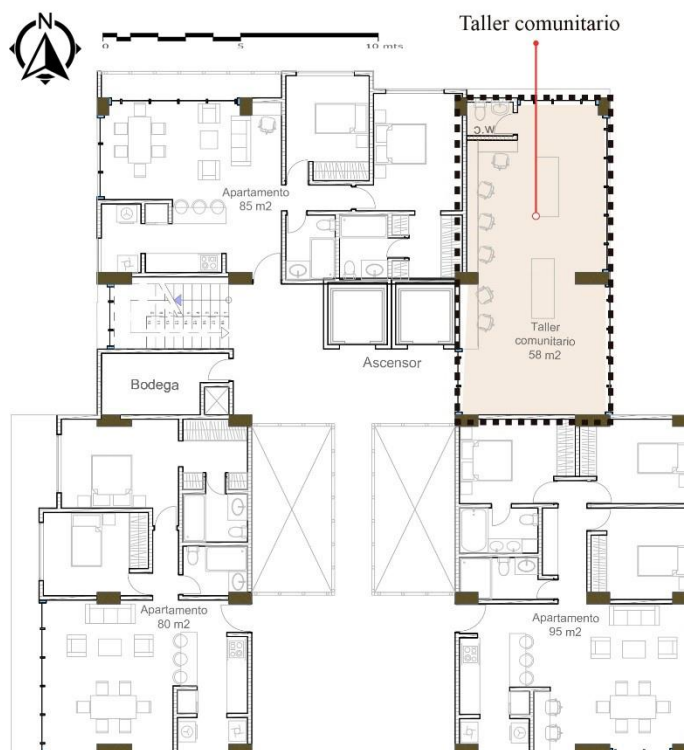 N
0 5 10 mts
Taller comunitario
W.C
Apartamento
85 m2
Taller
comunitario
58 m2
Ascensor
Bodega
Apartamento
80 m2
Apartamento
95 m2